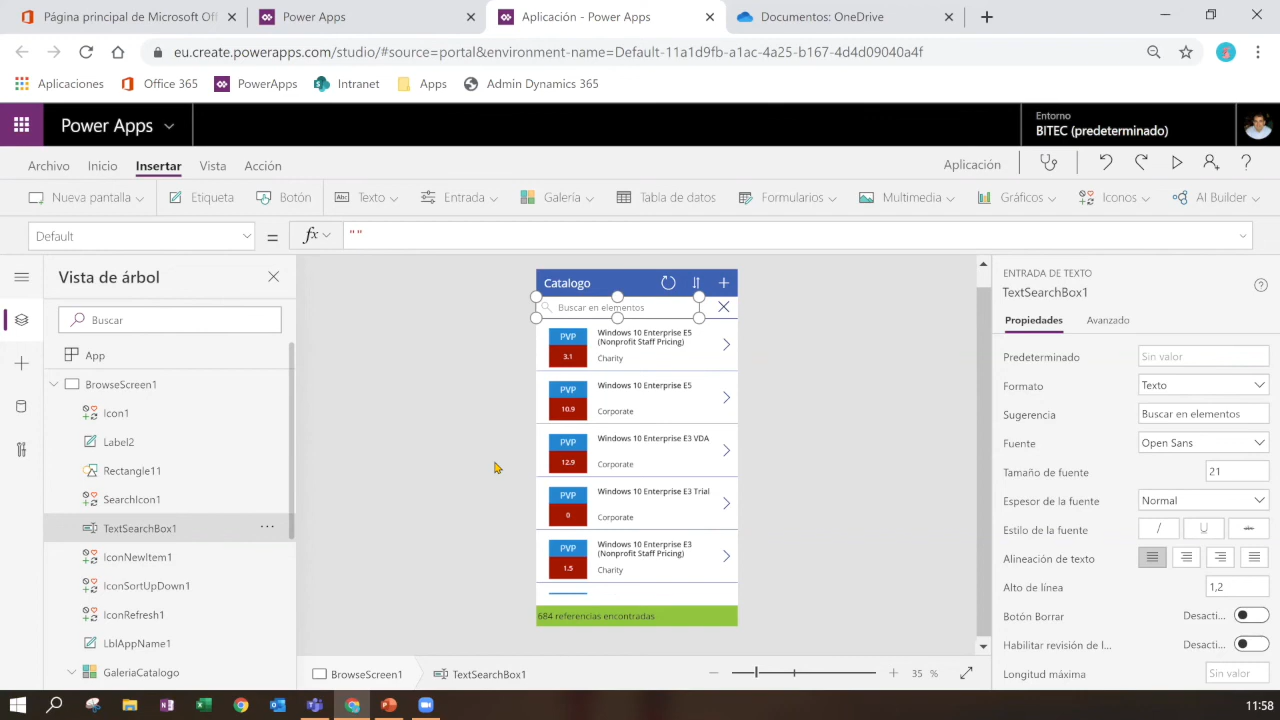 Página principal de Microsoft Off
Power Apps
Aplicación - Power Apps
Documentos: OneDrive
eu.create.powerapps.com/studio/#source=portal&environment-name=Default-11a1d9fb-a1ac-4a25-b167-4d4d09040a4f
Aplicaciones
Office 365
PowerApps
Intranet
Apps
Admin Dynamics 365
Power Apps
Entorno
BITEC (predeterminado)
Archivo
Inicio
Insertar
Vista
Acción
Aplicación
Nueva pantalla
Etiqueta
Botón
Abc Texto
Entrada
Galería
Tabla de datos
Formularios
Multimedia
Gráficos
Iconos
AI Builder
Default
=
fx
""
Vista de árbol
Buscar
App
BrowseScreen1
Icon1
Label2
Rectangle11
SearchIcon1
TextSearchBox1
IconNewItem1
IconSortUpDown1
IconRefresh1
LblAppName1
GaleriaCatalogo
Catalogo
Buscar en elementos
PVP
3.1
Windows 10 Enterprise E5
(Nonprofit Staff Pricing)
Charity
PVP
10.9
Windows 10 Enterprise E5
Corporate
PVP
12.9
Windows 10 Enterprise E3 VDA
Corporate
PVP
0
Windows 10 Enterprise E3 Trial
Corporate
PVP
1.5
Windows 10 Enterprise E3
(Nonprofit Staff Pricing)
Charity
684 referencias encontradas
BrowseScreen1
TextSearchBox1
35 %
ENTRADA DE TEXTO
TextSearchBox1
Propiedades
Avanzado
Predeterminado
Sin valor
Formato
Texto
Sugerencia
Buscar en elementos
Fuente
Open Sans
Tamaño de fuente
21
Espesor de la fuente
Normal
Estilo de la fuente
Alineación de texto
Alto de línea
1,2
Botón Borrar
Desacti...
Habilitar revisión de l...
Desacti...
Longitud máxima
Sin valor
11:58